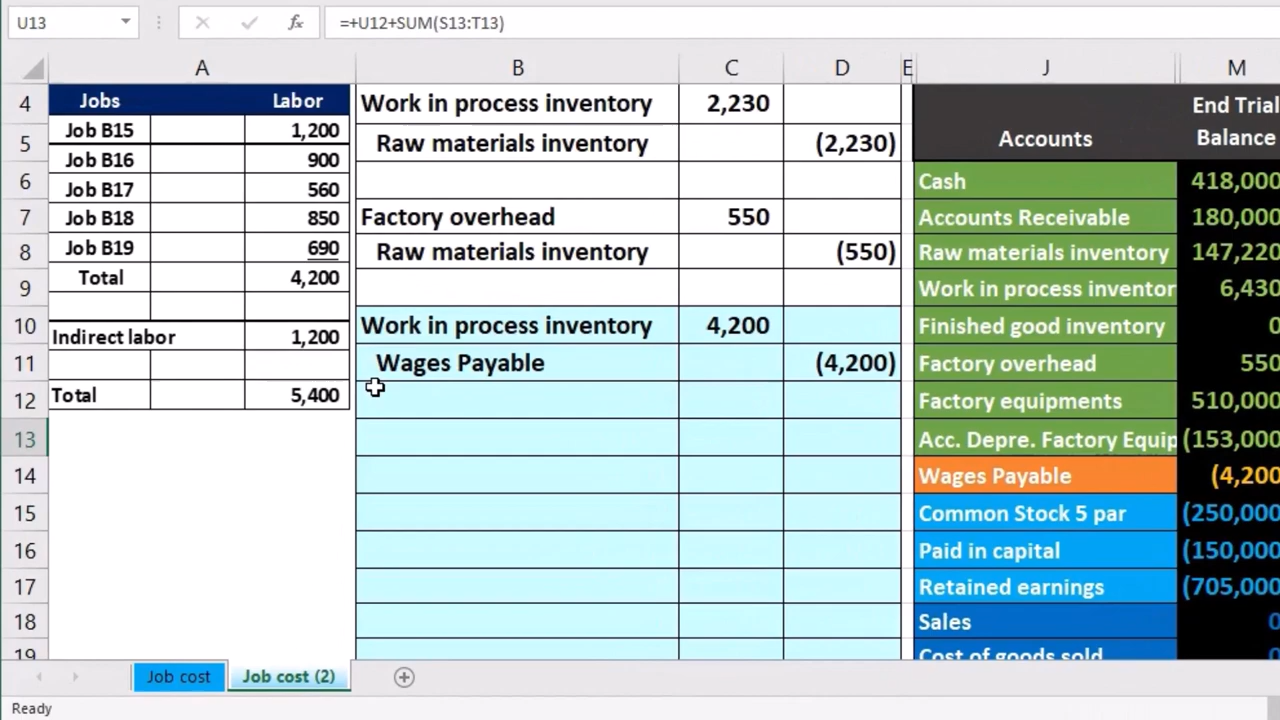 U13 fx =+U12+SUM(S13:T13)
A B C D E J M
4 Work in process inventory 2,230
5 Raw materials inventory (2,230)
6
7 Factory overhead 550
8 Raw materials inventory (550)
9
10 Work in process inventory 4,200
11 Wages Payable (4,200)
12
13
14
15
16
17
18
19
Jobs Labor
Job B15 1,200
Job B16 900
Job B17 560
Job B18 850
Job B19 690
Total 4,200
Indirect labor 1,200
Total 5,400
End Trial
Accounts Balance
Cash 418,000
Accounts Receivable 180,000
Raw materials inventory 147,220
Work in process inventor 6,430
Finished good inventory 0
Factory overhead 550
Factory equipments 510,000
Acc. Depre. Factory Equip (153,000
Wages Payable (4,200
Common Stock 5 par (250,000
Paid in capital (150,000
Retained earnings (705,000
Sales 0
Cost of goods sold
Job cost Job cost (2)
Ready